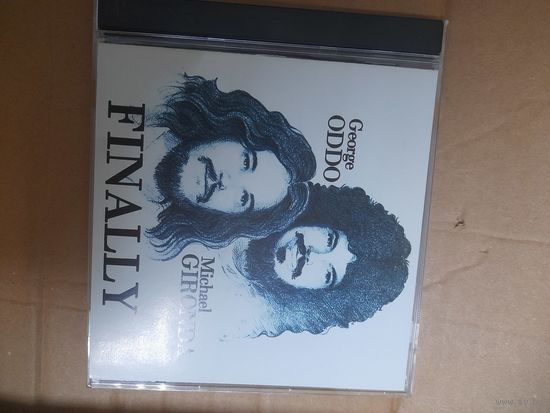 George
ODDO
Michael
GIRONDA
FINALLY